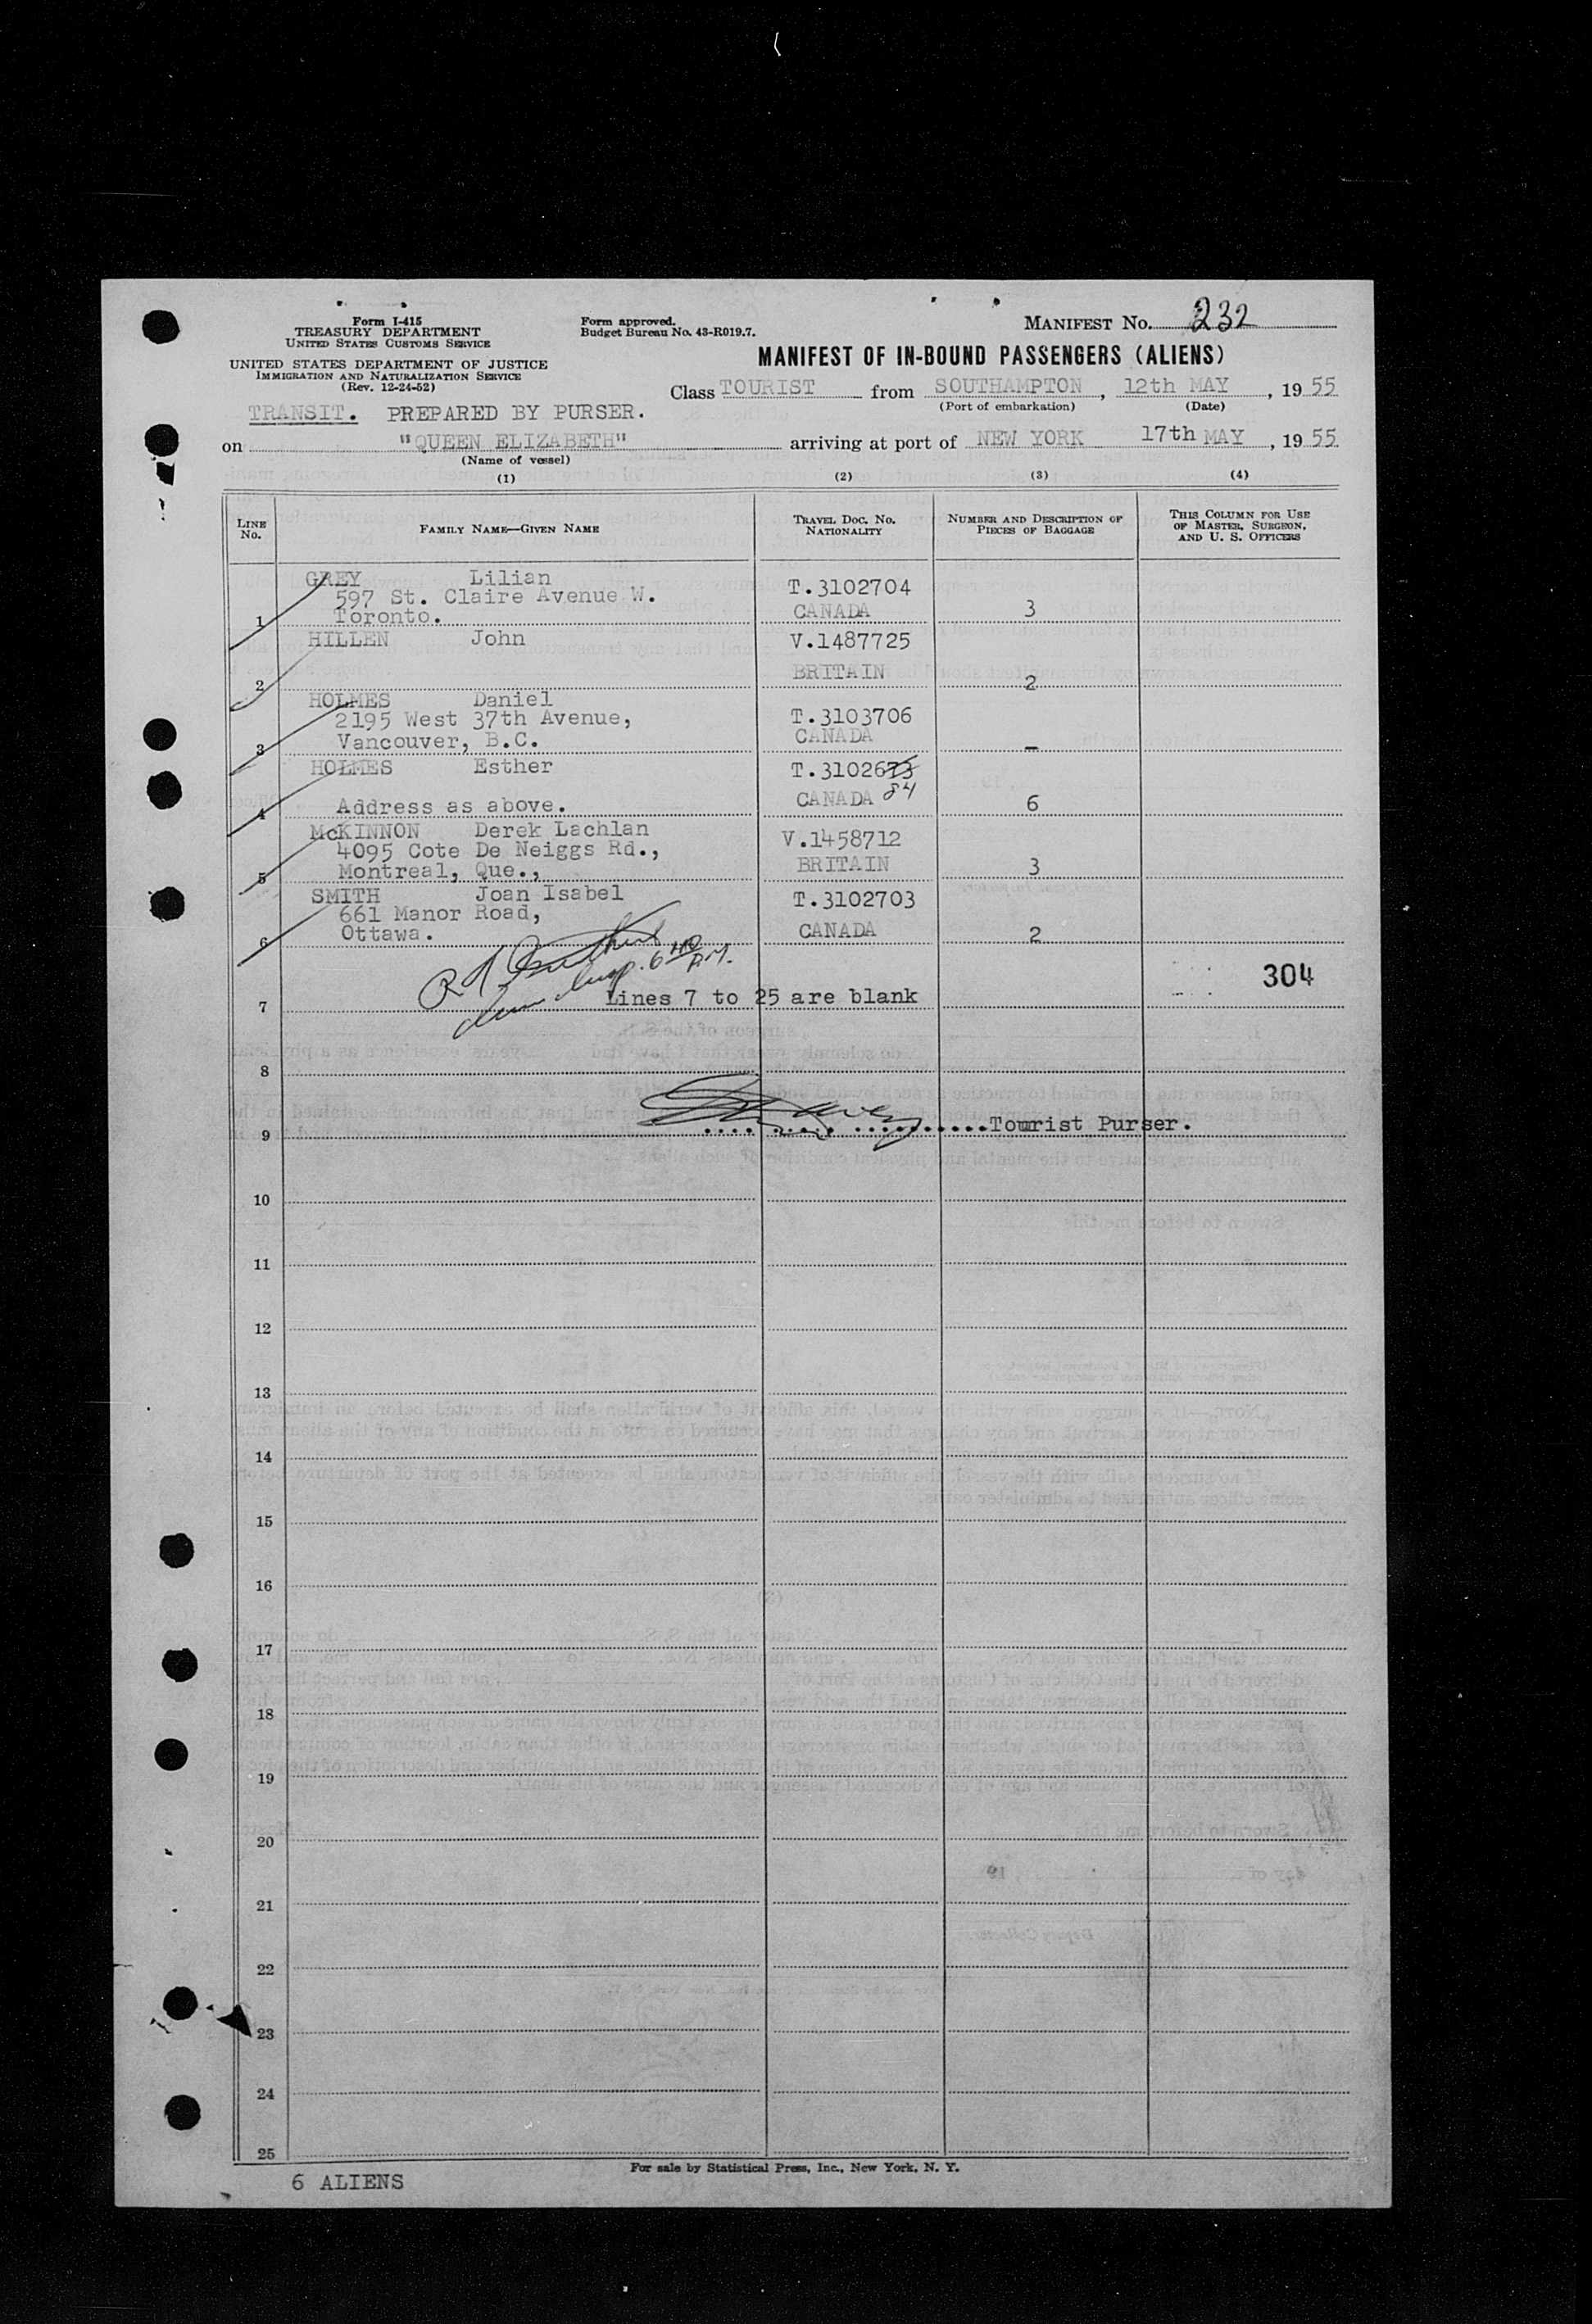 Form I-415
TREASURY DEPARTMENT
UNITED STATES CUSTOMS SERVICE
UNITED STATES DEPARTMENT OF JUSTICE
IMMIGRATION AND NATURALIZATION SERVICE
(Rev. 12-24-52)
Form approved.
Budget Bureau No. 43-R019.7.
MANIFEST No. 232
MANIFEST OF IN-BOUND PASSENGERS (ALIENS)
Class TOURIST from SOUTHAMPTON, 12th MAY, 1955
(Port of embarkation) (Date)
TRANSIT. PREPARED BY PURSER.
on "QUEEN ELIZABETH" arriving at port of NEW YORK 17th MAY, 1955
(Name of vessel)
(1) (2) (3) (4)
LINE No. FAMILY NAME—GIVEN NAME TRAVEL DOC. NO. NATIONALITY NUMBER AND DESCRIPTION OF PIECES OF BAGGAGE THIS COLUMN FOR USE OF MASTER, SURGEON, AND U. S. OFFICERS
GREY Lilian
597 St. Claire Avenue W. T.3102704
1 Toronto. CANADA 3
HILLEN John V.1487725
2 BRITAIN 2
HOLMES Daniel
2195 West 37th Avenue, T.3103706
3 Vancouver, B.C. CANADA –
HOLMES Esther T.3102673
4 Address as above. CANADA 84 6
McKINNON Derek Lachlan
4095 Cote De Neiggs Rd., V.1458712
5 Montreal, Que., BRITAIN 3
SMITH Joan Isabel T.3102703
661 Manor Road,
6 Ottawa. CANADA 2
P.M.
304
7 Lines 7 to 25 are blank
8
9 Tourist Purser.
10
11
12
13
14
15
16
17
18
19
20
21
22
23
24
25
For sale by Statistical Press, Inc., New York, N. Y.
6 ALIENS